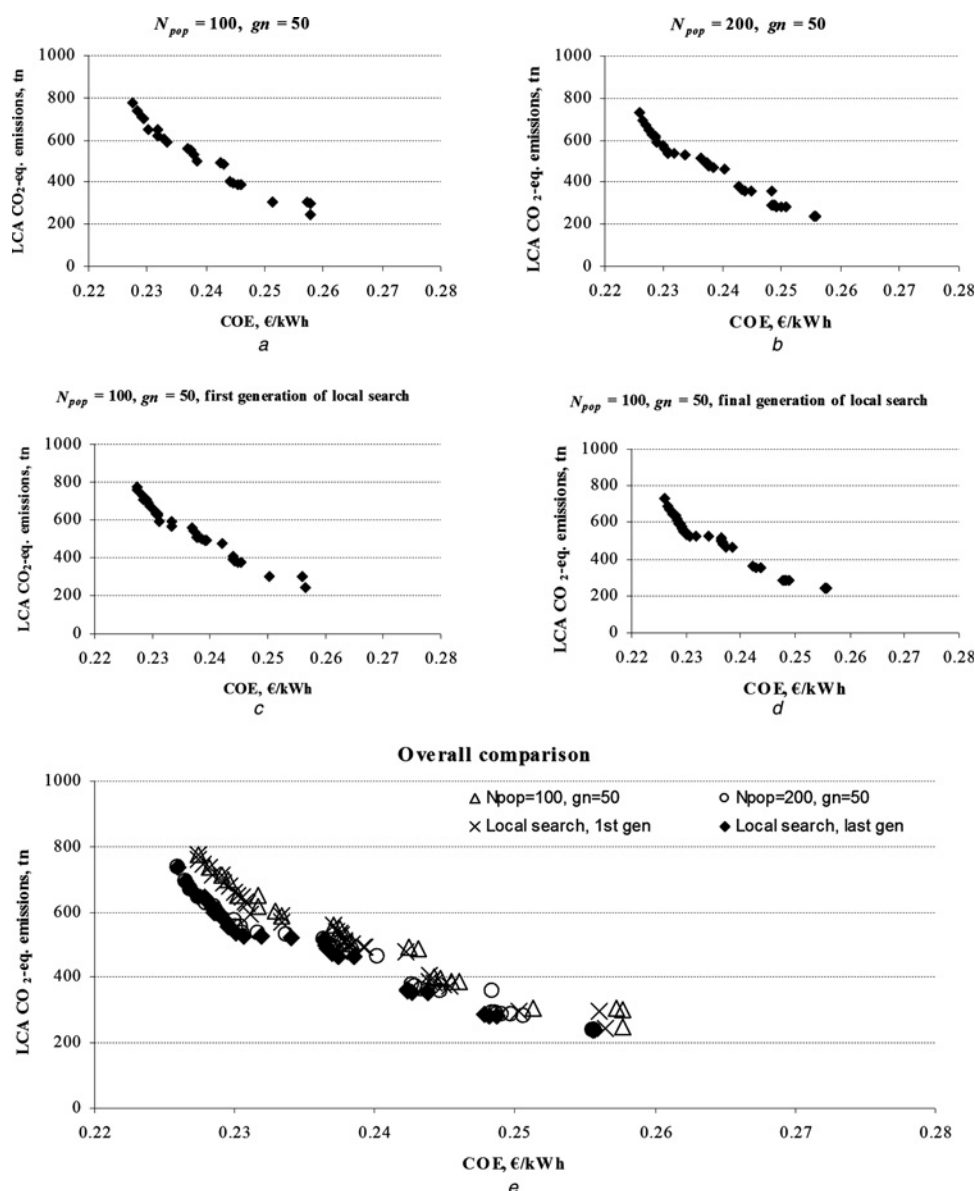 N_pop = 100, gn = 50
LCA CO₂-eq. emissions, tn
1000
800
600
400
200
0
0.22 0.23 0.24 0.25 0.26 0.27 0.28
COE, €/kWh
a
N_pop = 200, gn = 50
LCA CO₂-eq. emissions, tn
1000
800
600
400
200
0
0.22 0.23 0.24 0.25 0.26 0.27 0.28
COE, €/kWh
b
N_pop = 100, gn = 50, first generation of local search
LCA CO₂-eq. emissions, tn
1000
800
600
400
200
0
0.22 0.23 0.24 0.25 0.26 0.27 0.28
COE, €/kWh
c
N_pop = 100, gn = 50, final generation of local search
LCA CO₂-eq. emissions, tn
1000
800
600
400
200
0
0.22 0.23 0.24 0.25 0.26 0.27 0.28
COE, €/kWh
d
Overall comparison
LCA CO₂-eq. emissions, tn
1000
800
600
400
200
0
△ Npop=100, gn=50 ○ Npop=200, gn=50
× Local search, 1st gen ◆ Local search, last gen
0.22 0.23 0.24 0.25 0.26 0.27 0.28
COE, €/kWh
e